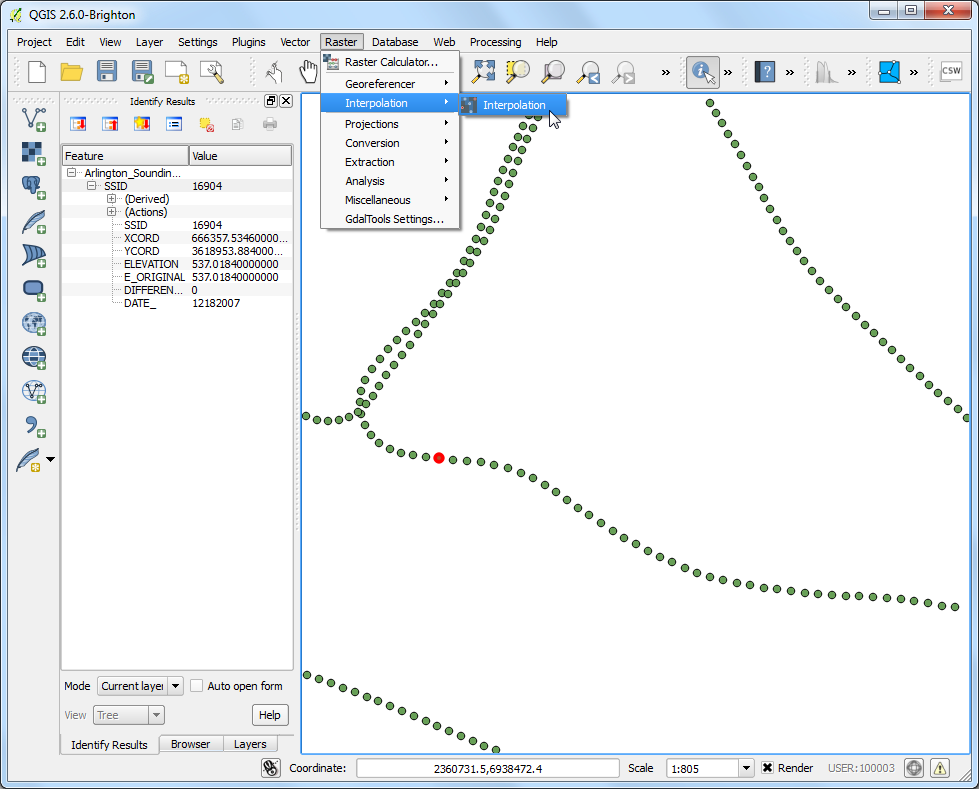 QGIS 2.6.0-Brighton
Project Edit View Layer Settings Plugins Vector Raster Database Web Processing Help
Raster Calculator...
Georeferencer
Interpolation
Interpolation
Projections
Conversion
Extraction
Analysis
Miscellaneous
GdalTools Settings...
CSW
Identify Results
Feature Value
Arlington_Soundin...
SSID 16904
(Derived)
(Actions)
SSID 16904
XCORD 666357.53460000...
YCORD 3618953.884000...
ELEVATION 537.01840000000
E_ORIGINAL 537.01840000000
DIFFEREN... 0
DATE_ 12182007
Mode Current layer Auto open form
View Tree Help
Identify Results Browser Layers
Coordinate: 2360731.5,6938472.4 Scale 1:805 Render USER:100003